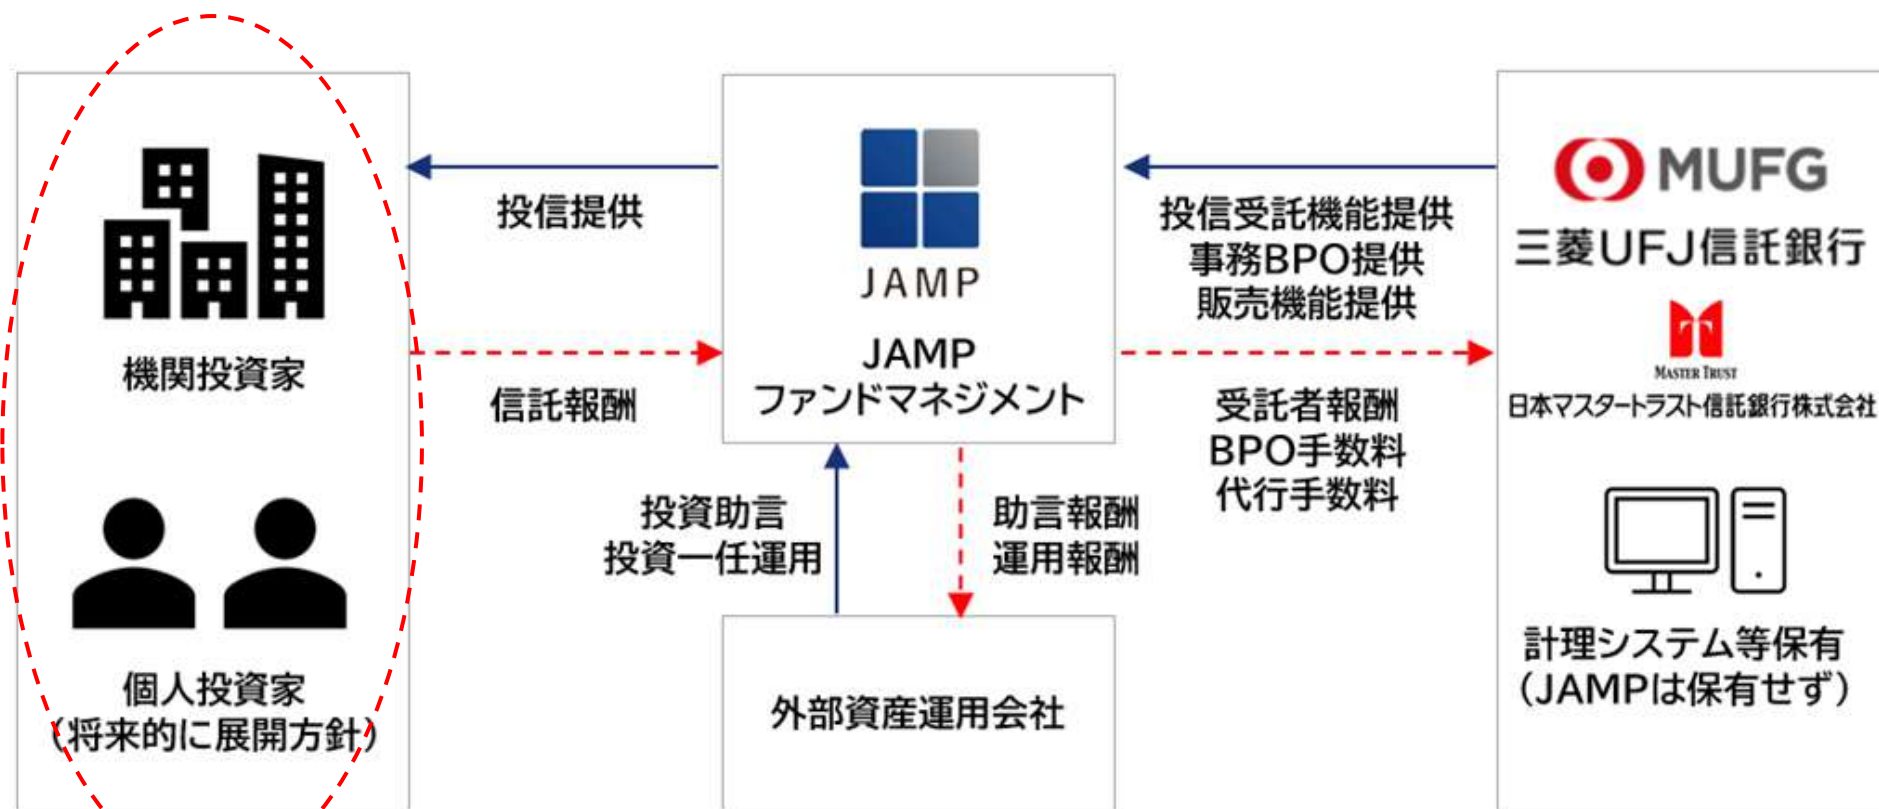 機関投資家
個人投資家
（将来的に展開方針）
投信提供
信託報酬
JAMP
JAMP
ファンドマネジメント
投資助言
投資一任運用
助言報酬
運用報酬
外部資産運用会社
投信受託機能提供
事務BPO提供
販売機能提供
受託者報酬
BPO手数料
代行手数料
MUFG
三菱UFJ信託銀行
MASTER TRUST
日本マスタートラスト信託銀行株式会社
計理システム等保有
（JAMPは保有せず）